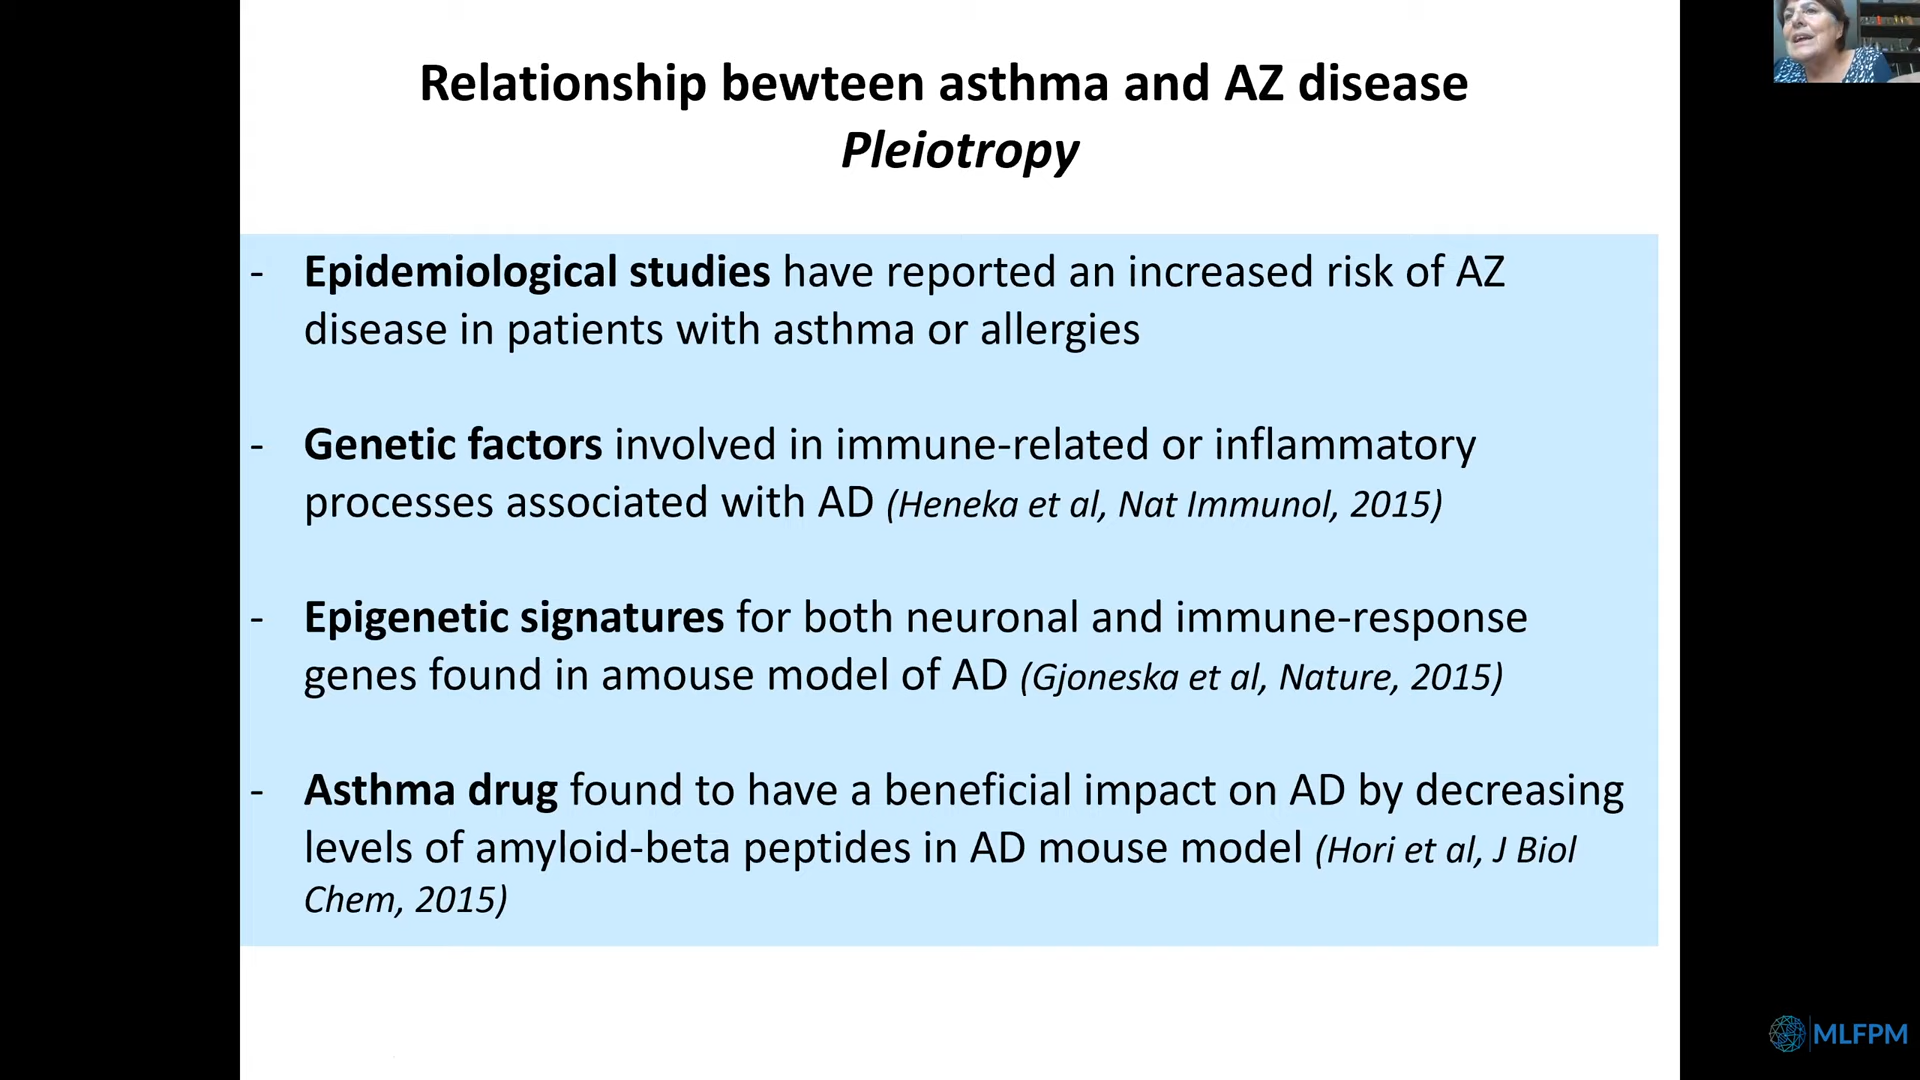 Relationship bewteen asthma and AZ disease
Pleiotropy
- Epidemiological studies have reported an increased risk of AZ
disease in patients with asthma or allergies
- Genetic factors involved in immune-related or inflammatory
processes associated with AD (Heneka et al, Nat Immunol, 2015)
- Epigenetic signatures for both neuronal and immune-response
genes found in amouse model of AD (Gjoneska et al, Nature, 2015)
- Asthma drug found to have a beneficial impact on AD by decreasing
levels of amyloid-beta peptides in AD mouse model (Hori et al, J Biol
Chem, 2015)
MLFPM